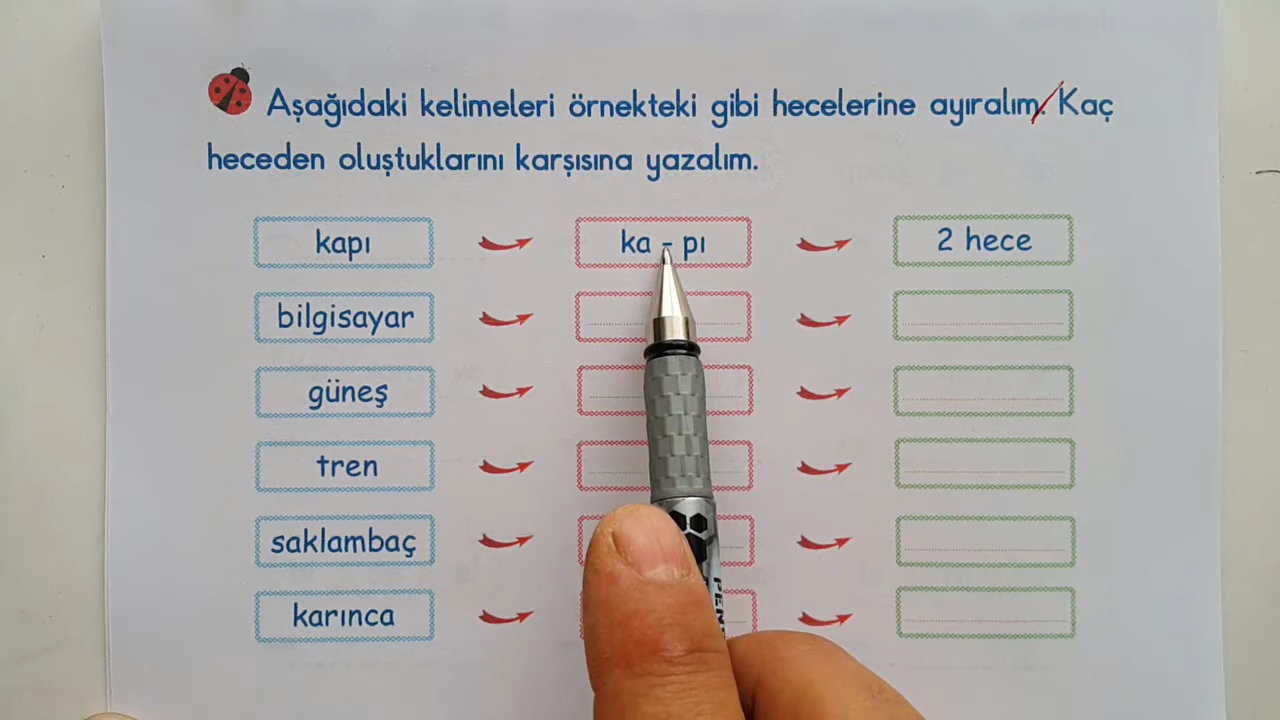 Aşağıdaki kelimeleri örnekteki gibi hecelerine ayıralım. Kaç
heceden oluştuklarını karşısına yazalım.
kapı ka - pı 2 hece
bilgisayar
güneş
tren
saklambaç
karınca
PEN